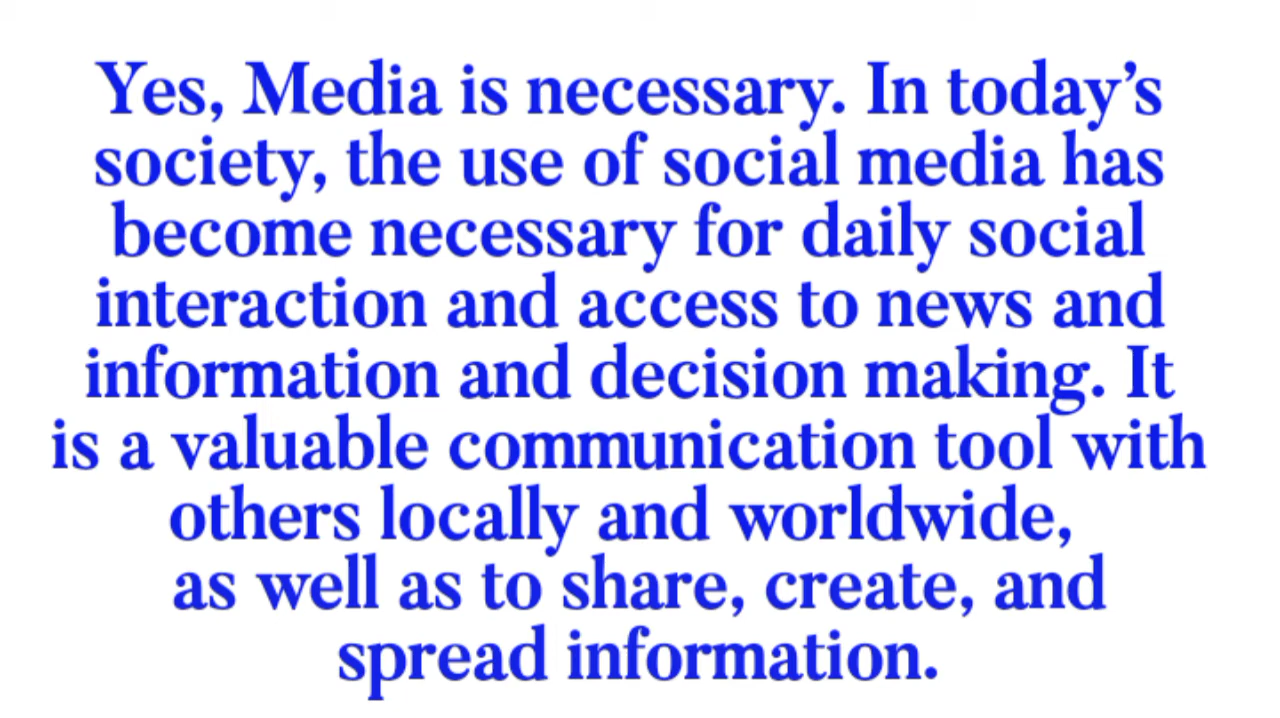 Yes, Media is necessary. In today’s
society, the use of social media has
become necessary for daily social
interaction and access to news and
information and decision making. It
is a valuable communication tool with
others locally and worldwide,
as well as to share, create, and
spread information.